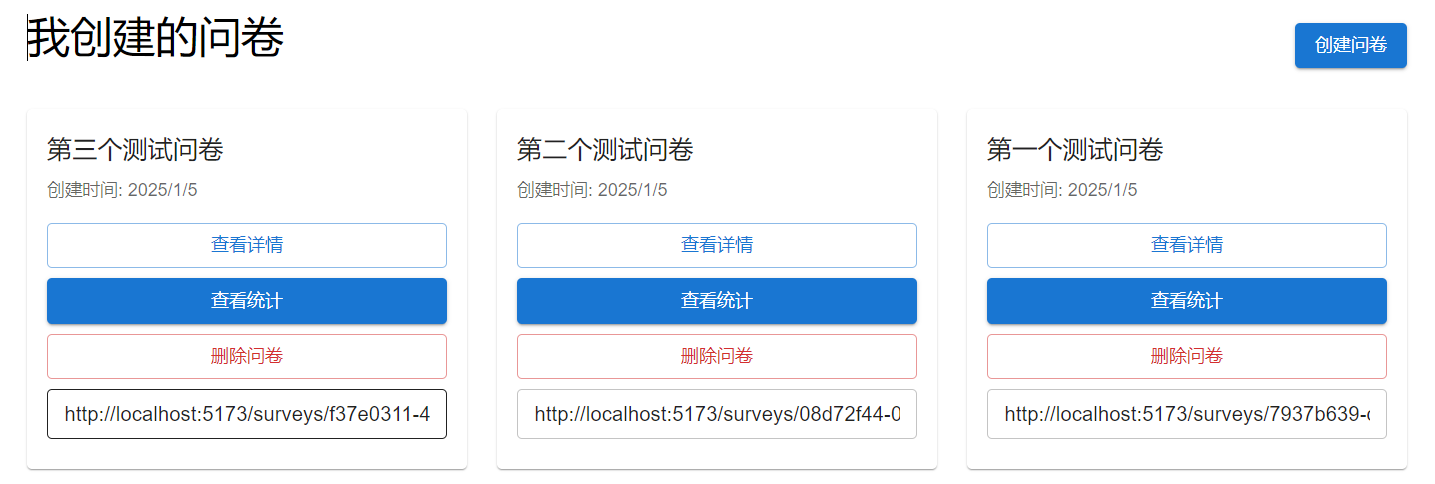 我创建的问卷
创建问卷
第三个测试问卷
创建时间: 2025/1/5
查看详情
查看统计
删除问卷
http://localhost:5173/surveys/f37e0311-4
第二个测试问卷
创建时间: 2025/1/5
查看详情
查看统计
删除问卷
http://localhost:5173/surveys/08d72f44-0
第一个测试问卷
创建时间: 2025/1/5
查看详情
查看统计
删除问卷
http://localhost:5173/surveys/7937b639-